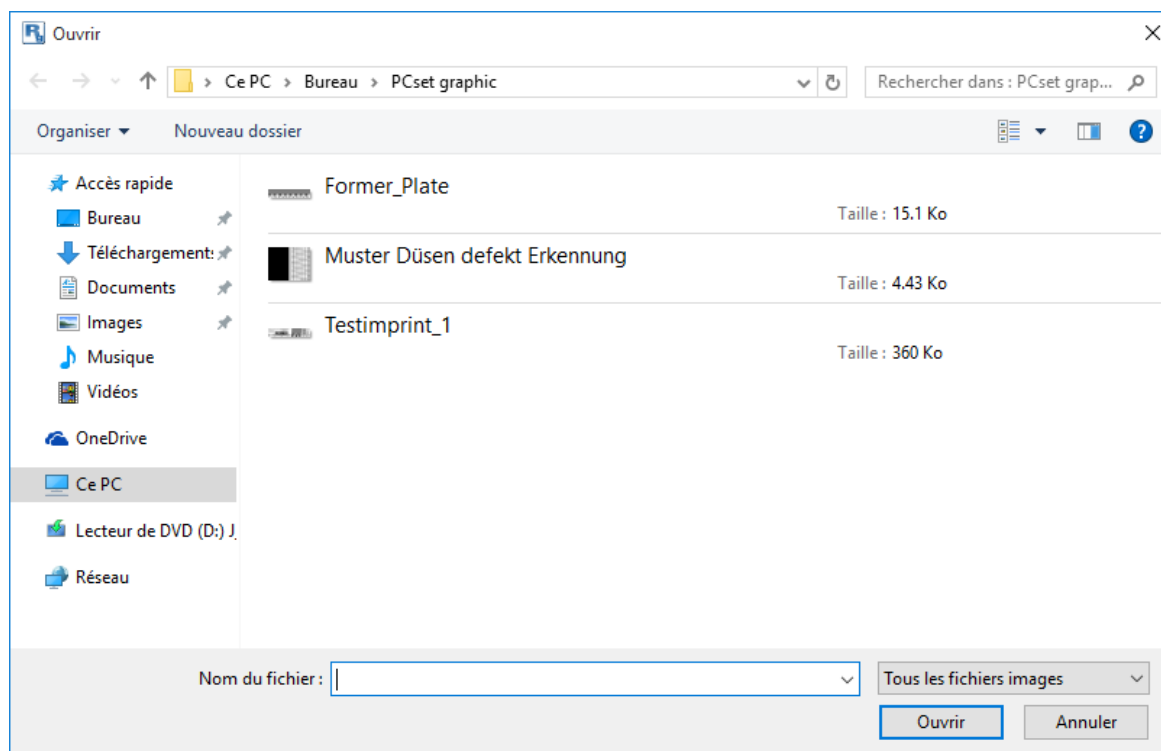 Ouvrir
Ce PC > Bureau > PCset graphic
Rechercher dans : PCset grap...
Organiser
Nouveau dossier
Accès rapide
Bureau
Téléchargements
Documents
Images
Musique
Vidéos
OneDrive
Ce PC
Lecteur de DVD (D:) J
Réseau
Former_Plate
Taille : 15.1 Ko
Muster Düsen defekt Erkennung
Taille : 4.43 Ko
Testimprint_1
Taille : 360 Ko
Nom du fichier :
Tous les fichiers images
Ouvrir
Annuler